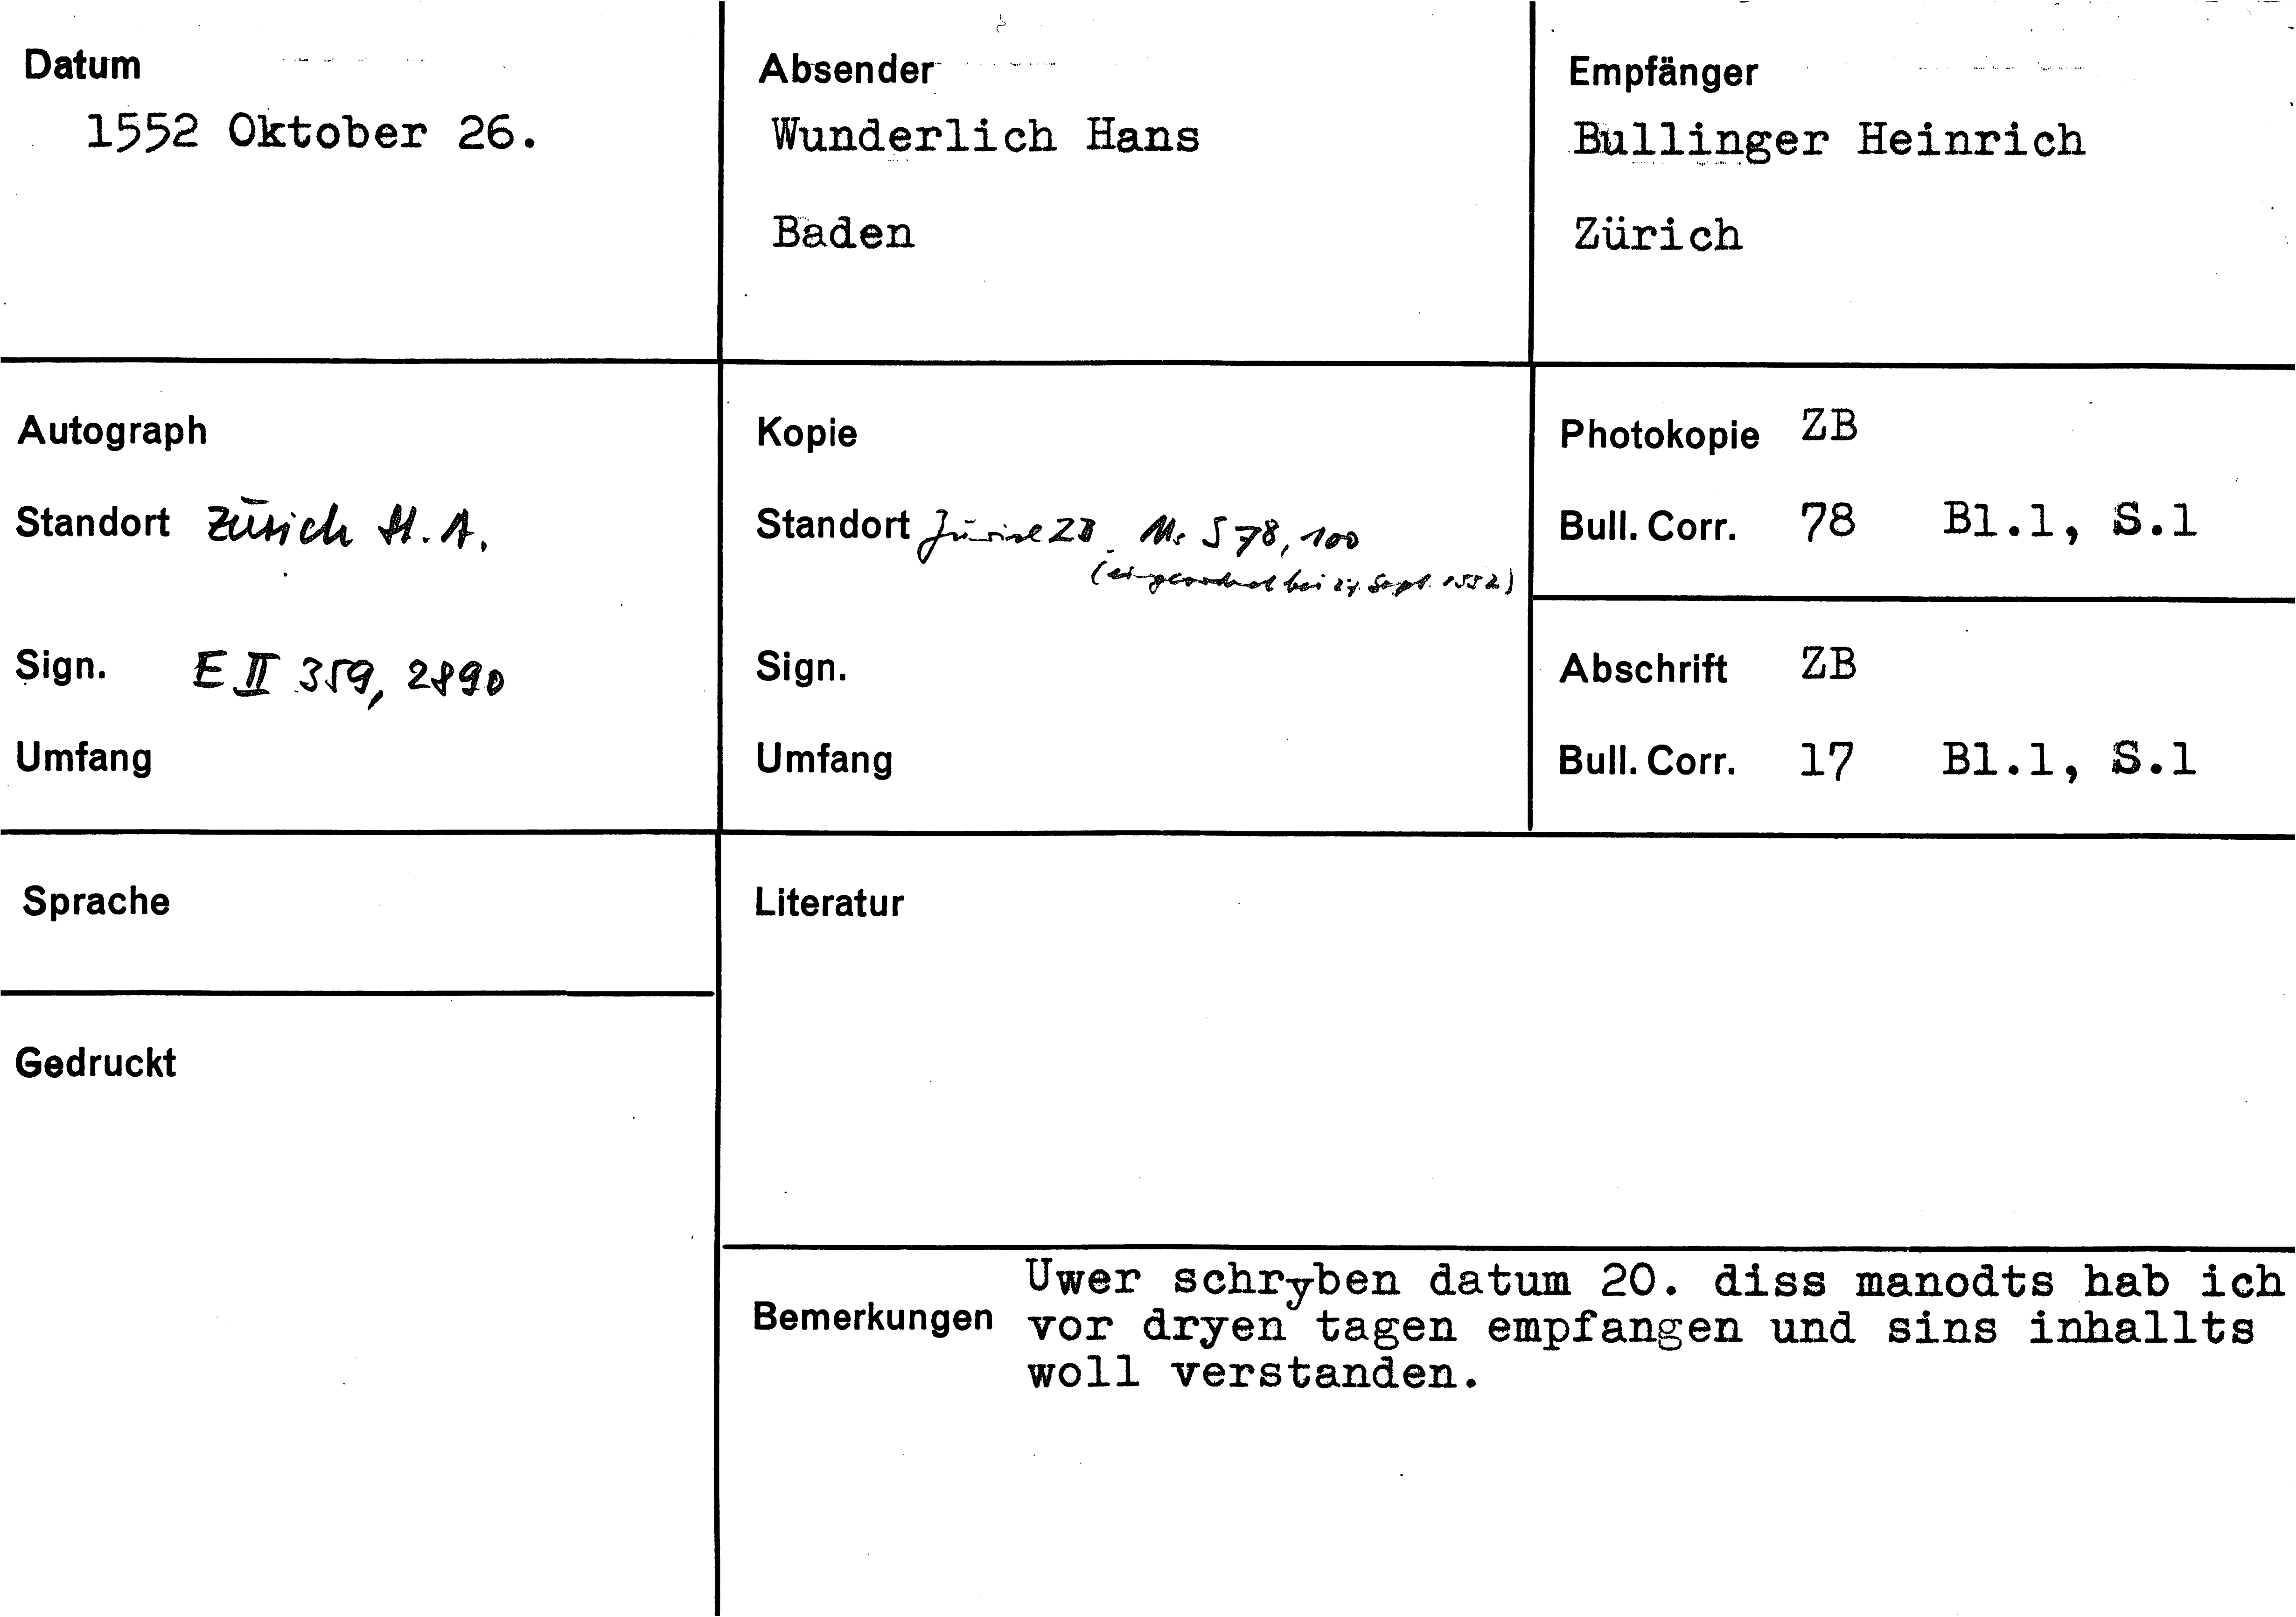 Datum
1552 Oktober 26.
Absender
Wunderlich Hans
Baden
Empfänger
Bullinger Heinrich
Zürich
Autograph
Standort Zürich St. A.
Sign. E II 359, 2890
Umfang
Kopie
Standort Zürich ZB Ms S 78, 100
(eingeordnet bei 27. Sept. 1552)
Sign.
Umfang
Photokopie ZB
Bull. Corr. 78 Bl.1, S.1
Abschrift ZB
Bull. Corr. 17 Bl.1, S.1
Sprache
Gedruckt
Literatur
Bemerkungen
Uwer schryben datum 20. diss manodts hab ich
vor dryen tagen empfangen und sins inhallts
woll verstanden.